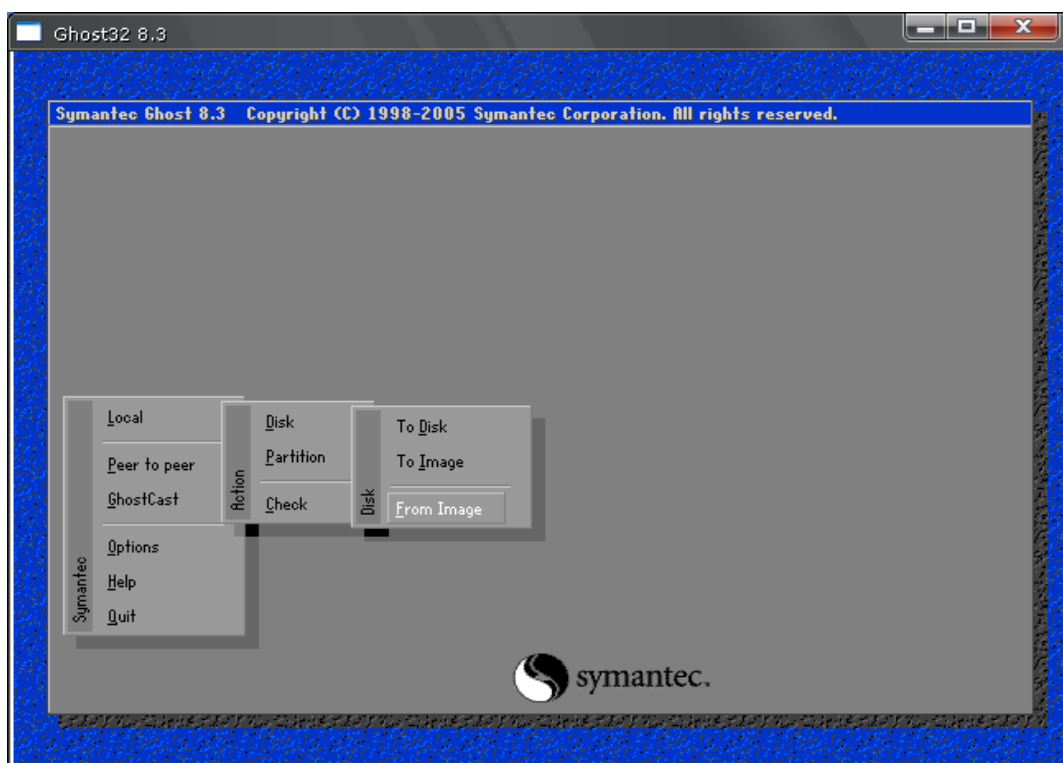 Ghost32 8.3
Symantec Ghost 8.3 Copyright (C) 1998-2005 Symantec Corporation. All rights reserved.
Symantec
Local
Peer to peer
GhostCast
Options
Help
Quit
Action
Disk
Partition
Check
Disk
To Disk
To Image
From Image
symantec.